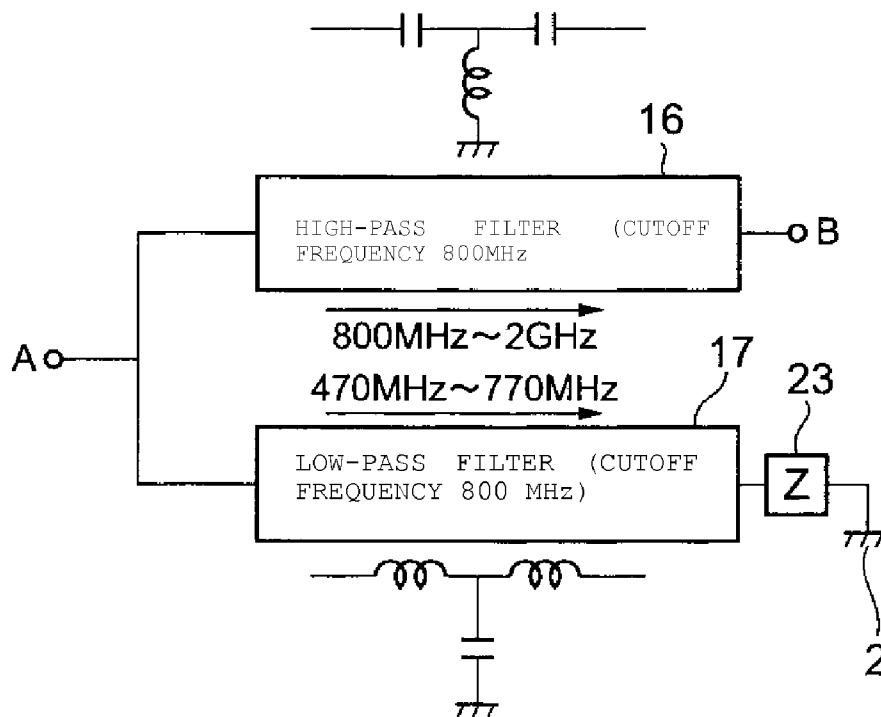 16
HIGH-PASS FILTER (CUTOFF
FREQUENCY 800MHz
B
800MHz～2GHz
A
470MHz～770MHz
17
23
LOW-PASS FILTER (CUTOFF
FREQUENCY 800 MHz)
Z
2